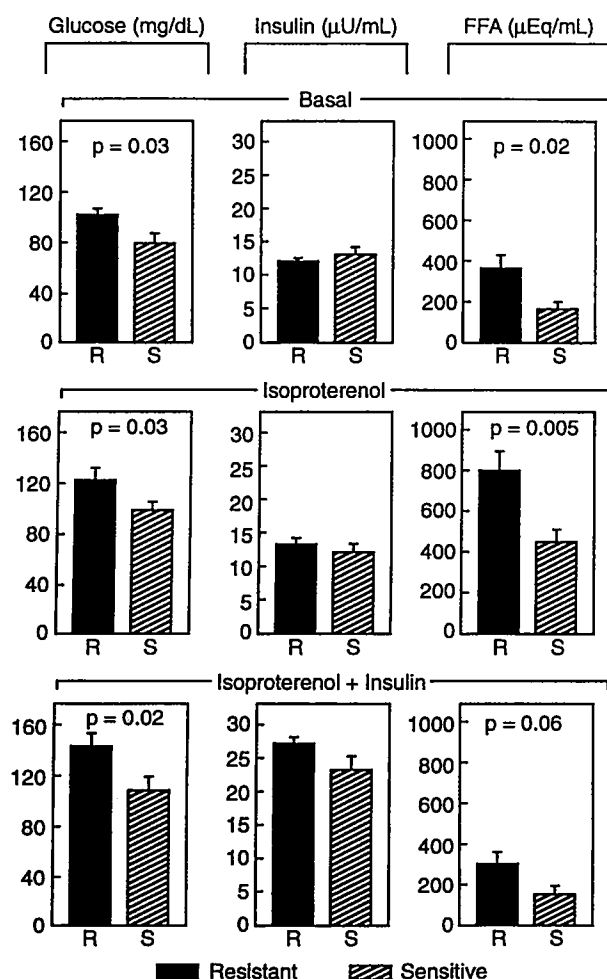 Glucose (mg/dL)
Insulin (μU/mL)
FFA (μEq/mL)
Basal
160
120
80
40
0
p = 0.03
R S
30
25
20
15
10
5
0
R S
1000
800
600
400
200
0
p = 0.02
R S
Isoproterenol
160
120
80
40
0
p = 0.03
R S
30
25
20
15
10
5
0
R S
1000
800
600
400
200
0
p = 0.005
R S
Isoproterenol + Insulin
160
120
80
40
0
p = 0.02
R S
30
25
20
15
10
5
0
R S
1000
800
600
400
200
0
p = 0.06
R S
Resistant
Sensitive